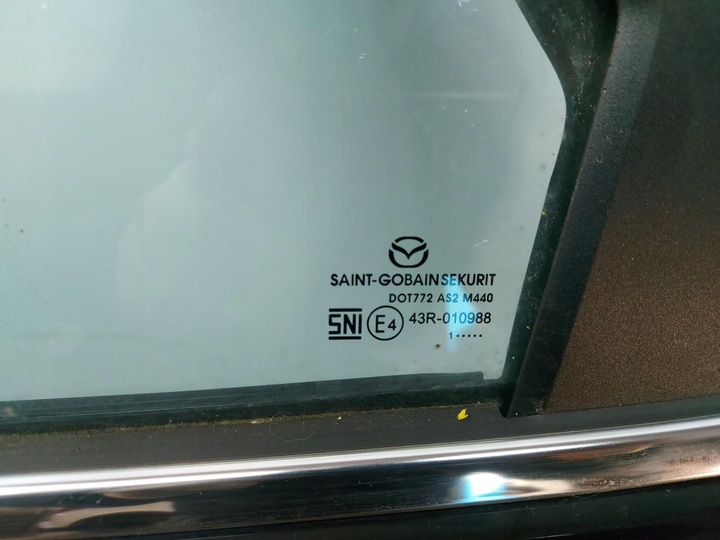 SAINT-GOBAIN SEKURIT
DOT772 AS2 M440
SNI E4 43R-010988
1·····